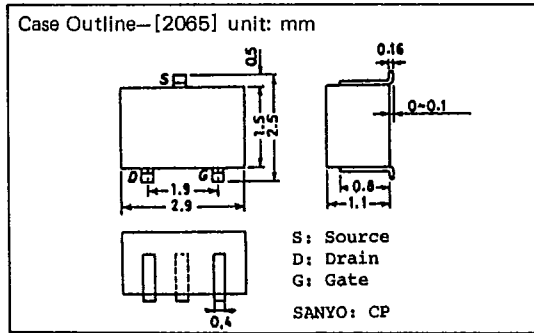 Case Outline–[2065] unit: mm
0.5
0.16
S
1.5
2.5
0~0.1
D
G
1.9
2.9
0.8
1.1
S: Source
D: Drain
G: Gate
0.4
SANYO: CP